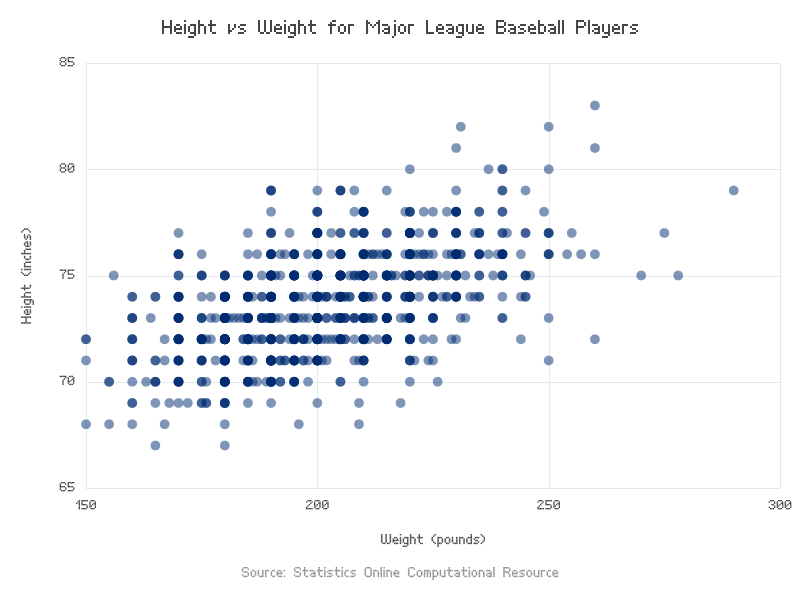 Height vs Weight for Major League Baseball Players
85
80
75
70
65
Height (inches)
150 200 250 300
Weight (pounds)
Source: Statistics Online Computational Resource